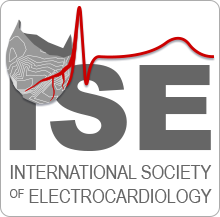 ISE
INTERNATIONAL SOCIETY
OF ELECTROCARDIOLOGY